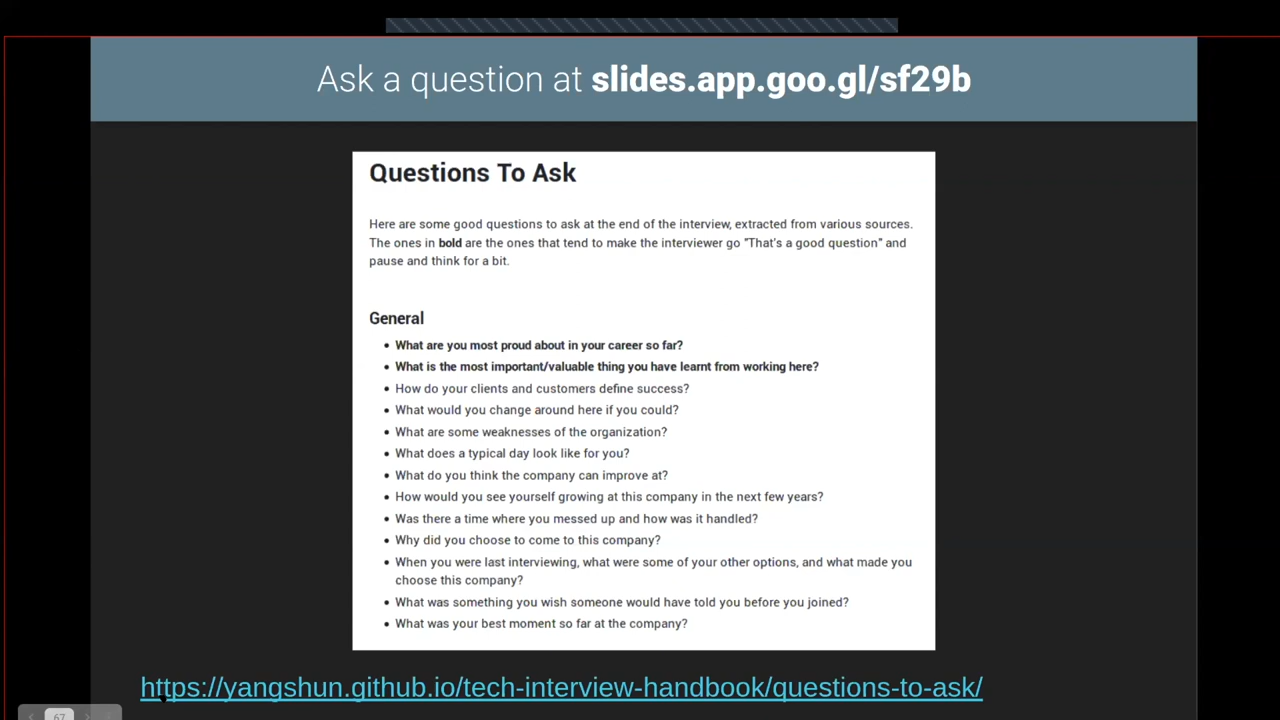 Ask a question at slides.app.goo.gl/sf29b
Questions To Ask
Here are some good questions to ask at the end of the interview, extracted from various sources.
The ones in bold are the ones that tend to make the interviewer go "That's a good question" and
pause and think for a bit.
General
• What are you most proud about in your career so far?
• What is the most important/valuable thing you have learnt from working here?
• How do your clients and customers define success?
• What would you change around here if you could?
• What are some weaknesses of the organization?
• What does a typical day look like for you?
• What do you think the company can improve at?
• How would you see yourself growing at this company in the next few years?
• Was there a time where you messed up and how was it handled?
• Why did you choose to come to this company?
• When you were last interviewing, what were some of your other options, and what made you
choose this company?
• What was something you wish someone would have told you before you joined?
• What was your best moment so far at the company?
https://yangshun.github.io/tech-interview-handbook/questions-to-ask/
67